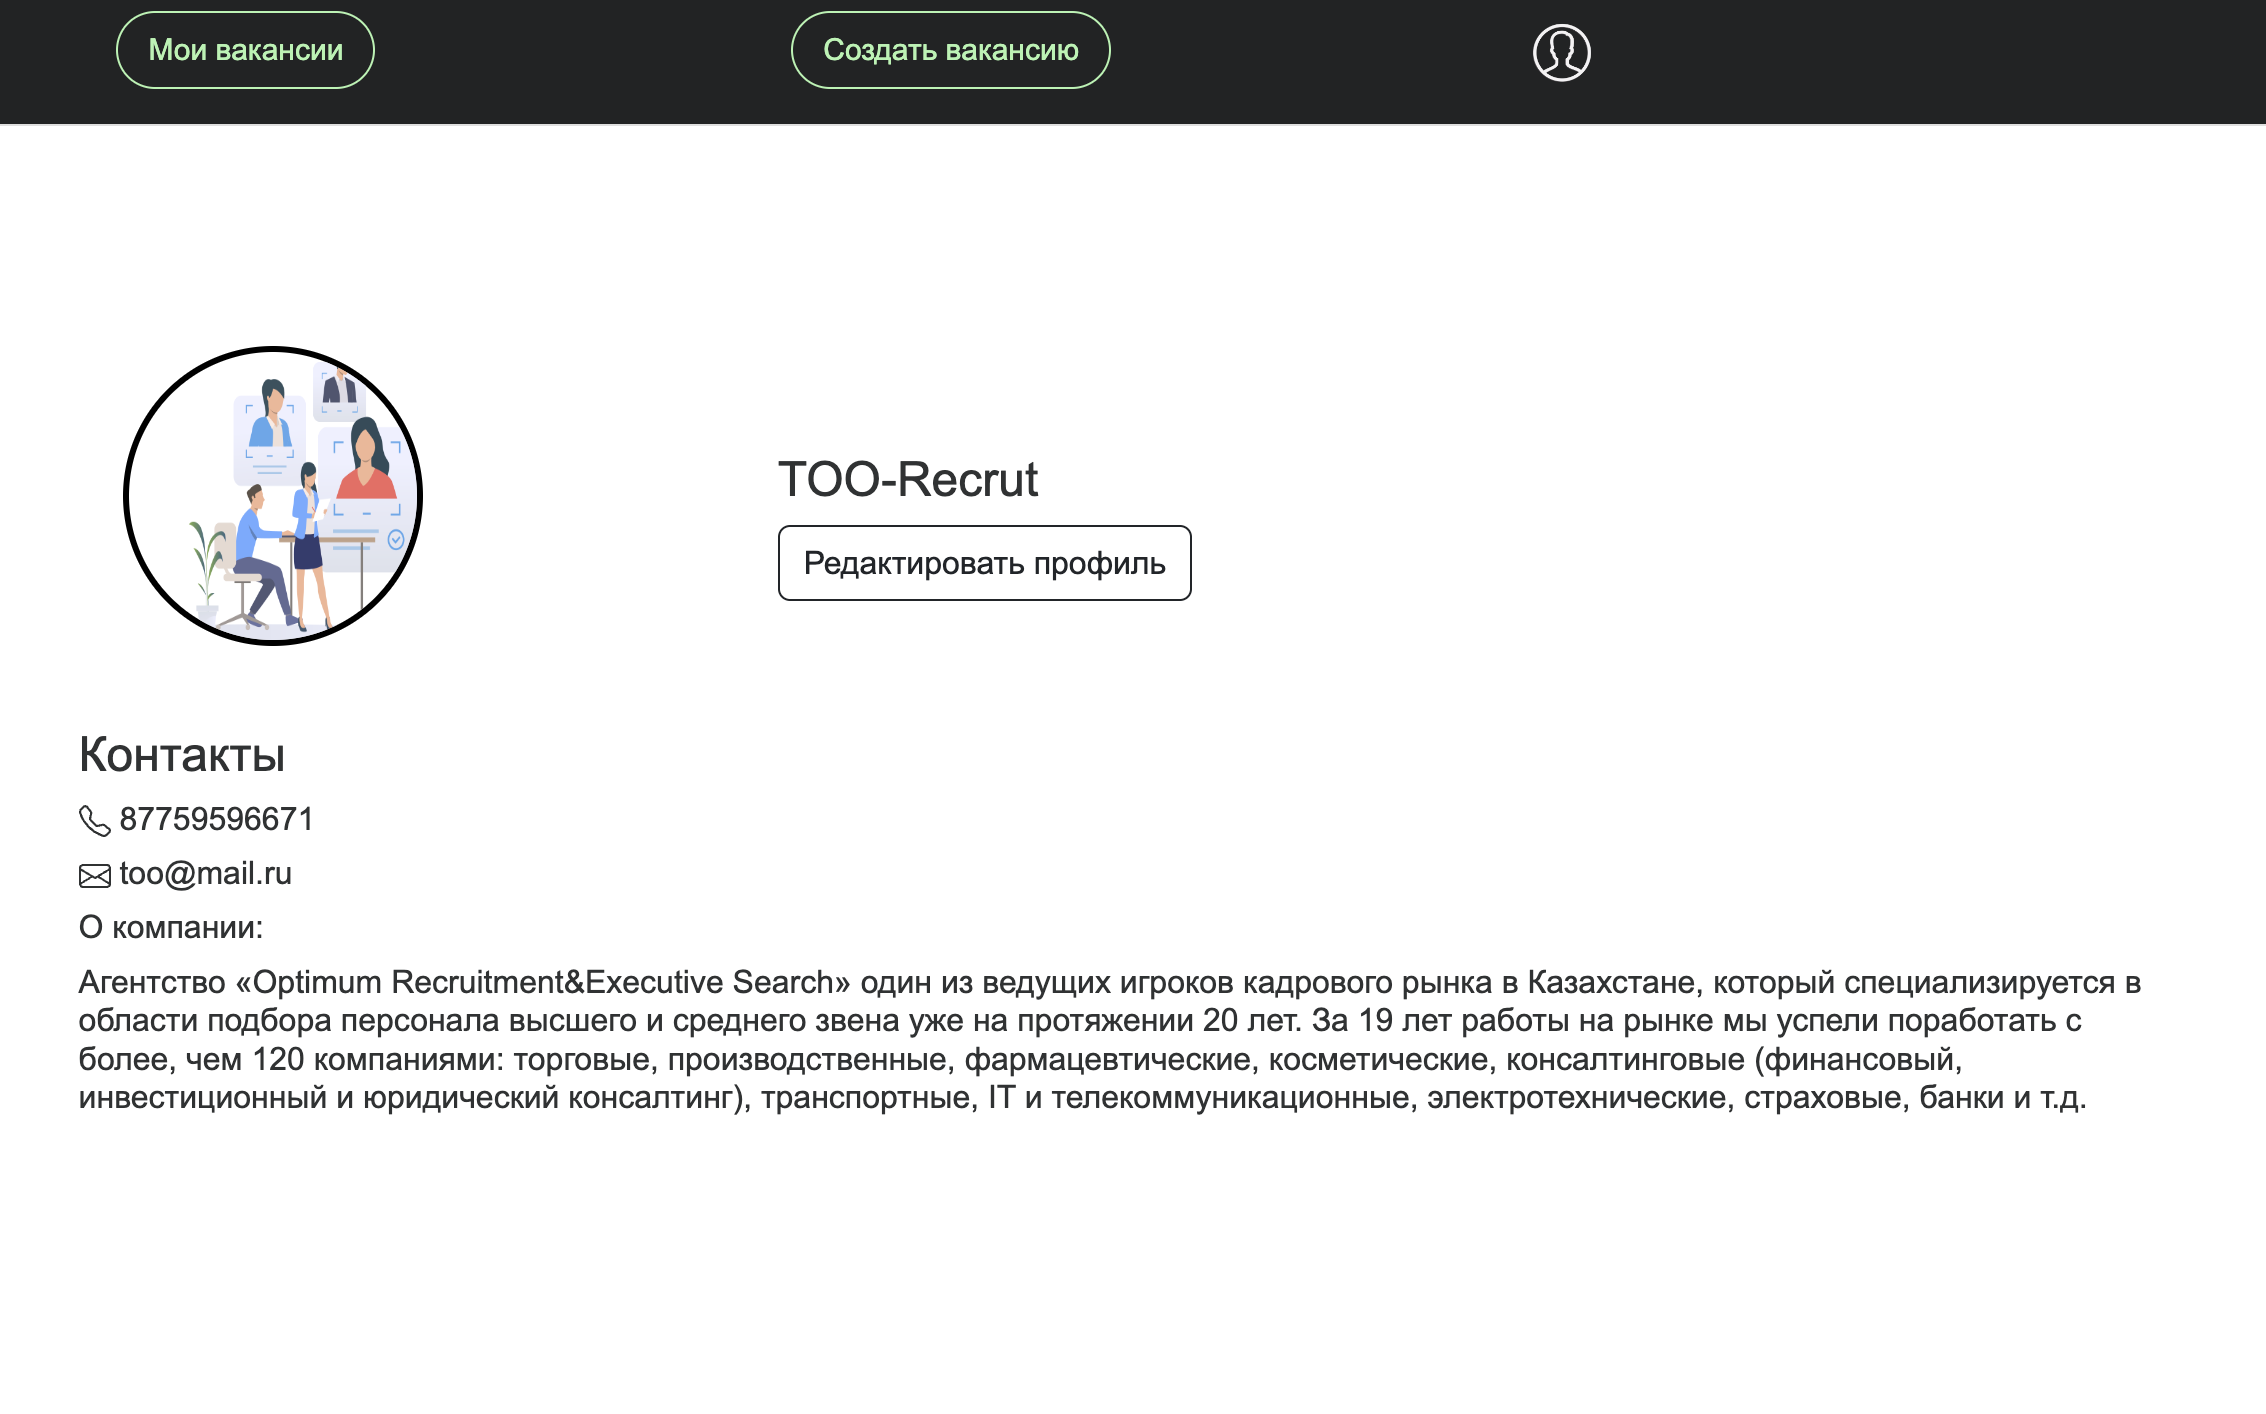 Мои вакансии
Создать вакансию
TOO-Recrut
Редактировать профиль
Контакты
87759596671
too@mail.ru
О компании:
Агентство «Optimum Recruitment&Executive Search» один из ведущих игроков кадрового рынка в Казахстане, который специализируется в
области подбора персонала высшего и среднего звена уже на протяжении 20 лет. За 19 лет работы на рынке мы успели поработать с
более, чем 120 компаниями: торговые, производственные, фармацевтические, косметические, консалтинговые (финансовый,
инвестиционный и юридический консалтинг), транспортные, IT и телекоммуникационные, электротехнические, страховые, банки и т.д.